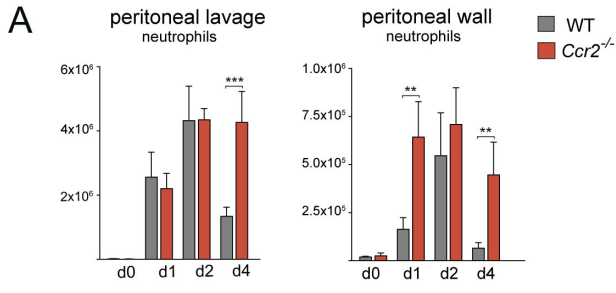 A
peritoneal lavage
neutrophils
6x10⁶
4x10⁶
2x10⁶
***
d0 d1 d2 d4
peritoneal wall
neutrophils
1.0x10⁶
7.5x10⁵
5.0x10⁵
2.5x10⁵
**
**
d0 d1 d2 d4
WT
Ccr2⁻/⁻